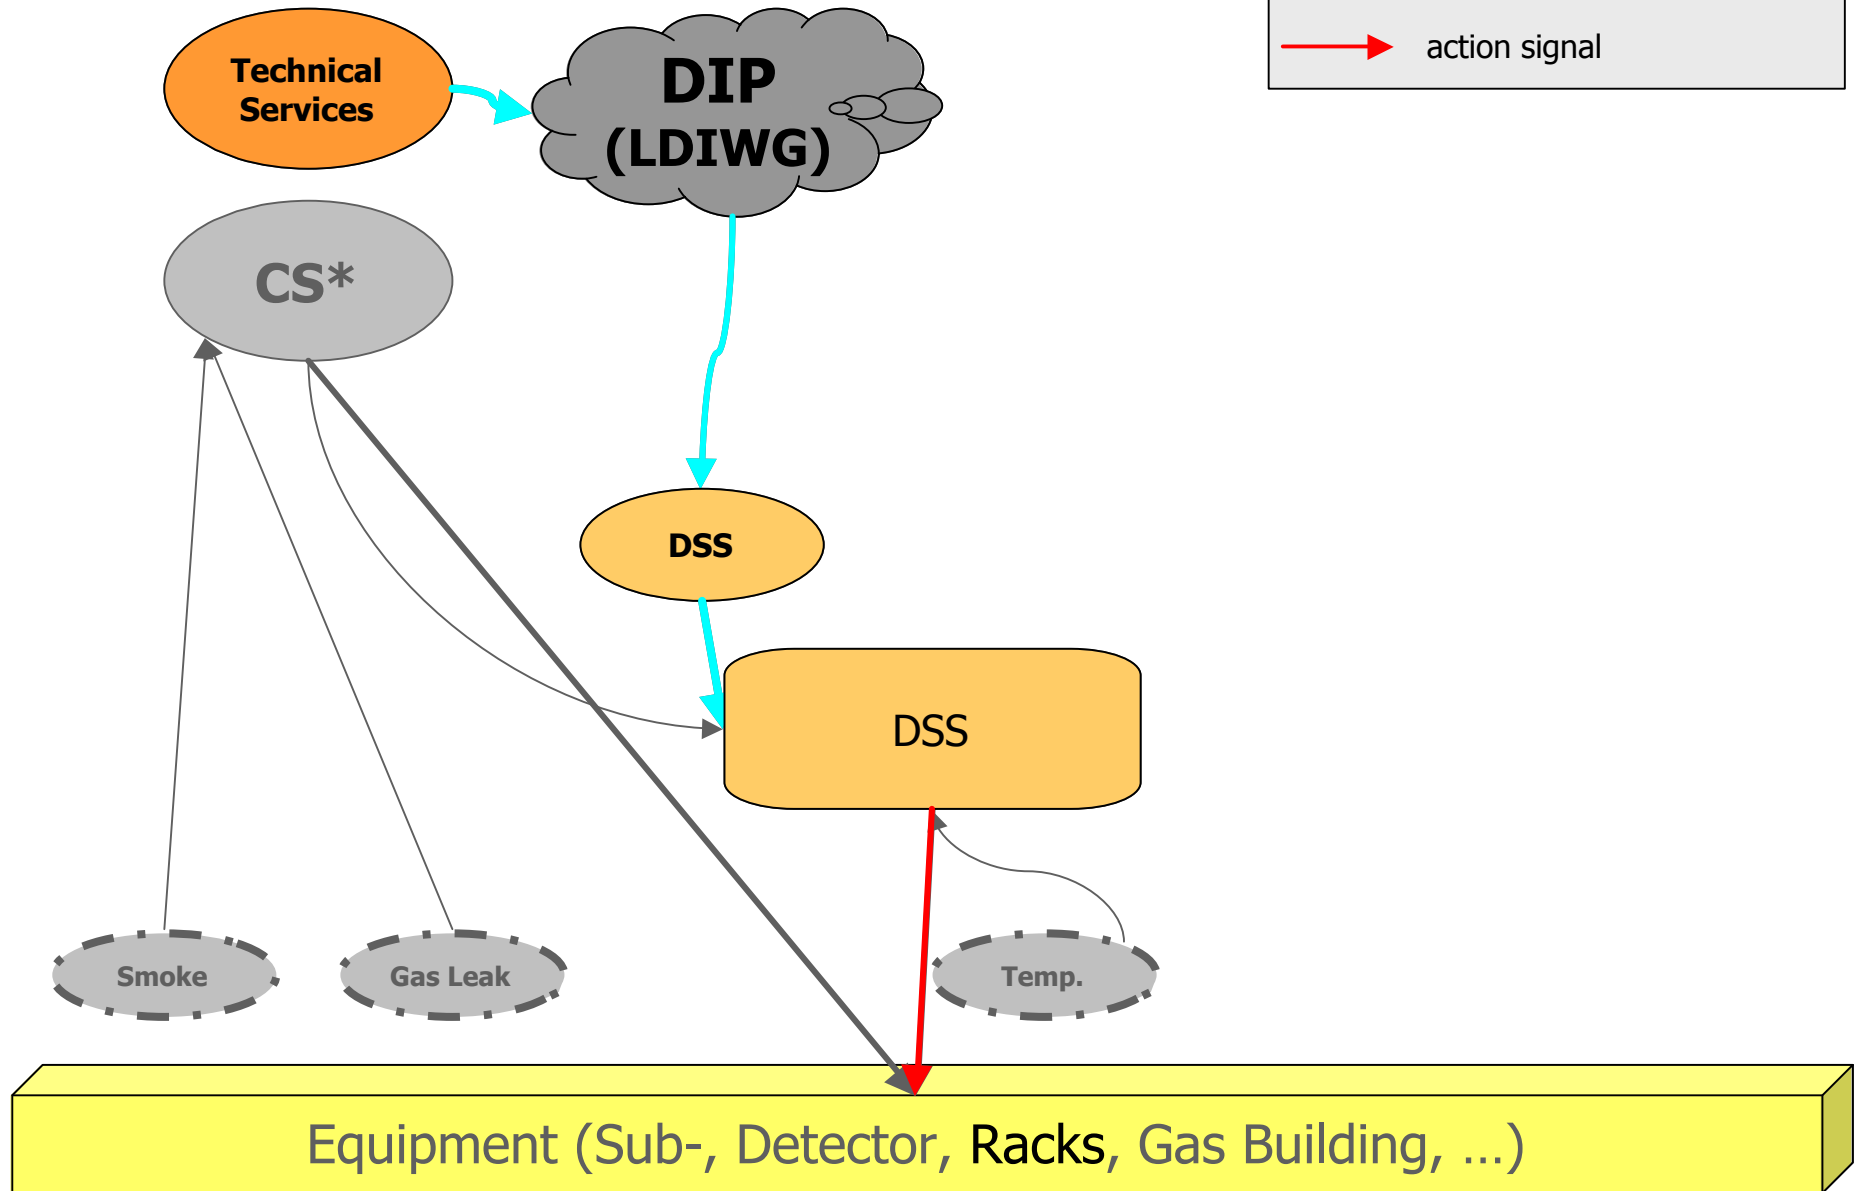 action signal
Technical
Services
DIP
(LDIWG)
CS*
DSS
DSS
Smoke
Gas Leak
Temp.
Equipment (Sub-, Detector, Racks, Gas Building, ...)